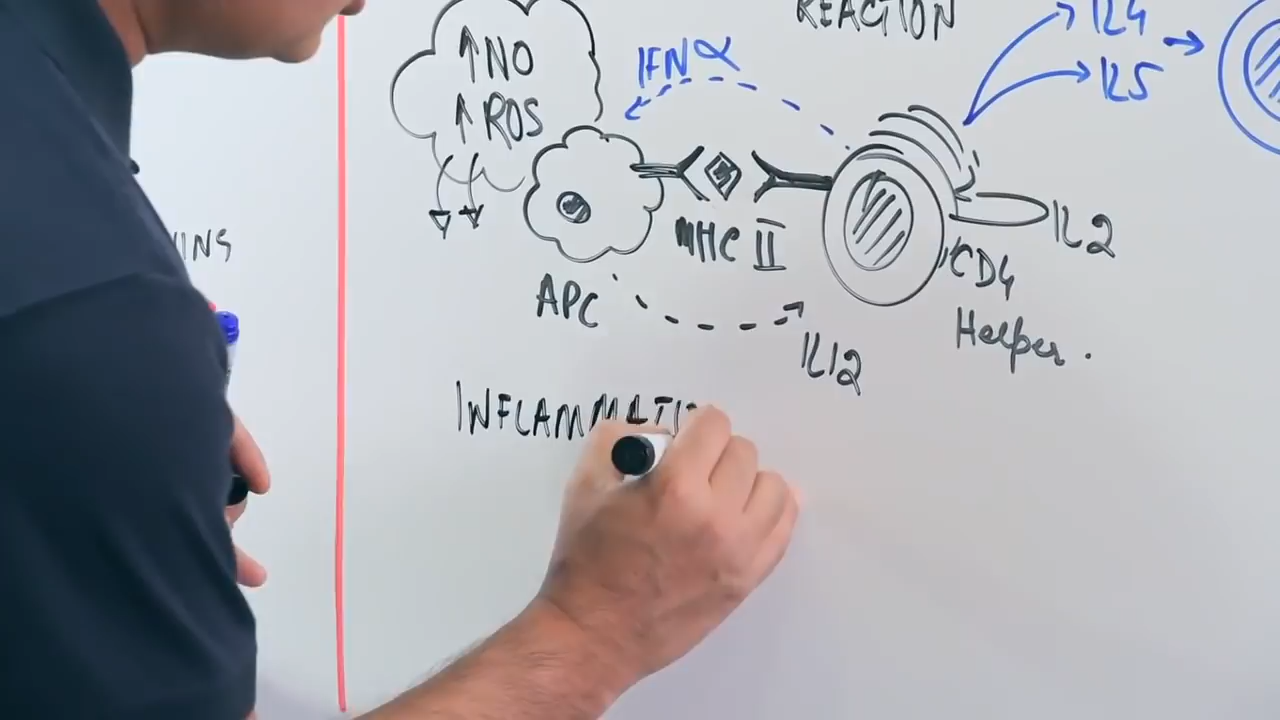 REACTION
↑NO
↑ROS
IFNα
IL4
IL5
MHC II
IL2
APC
CD4
Helper.
IL12
INFLAMMATI